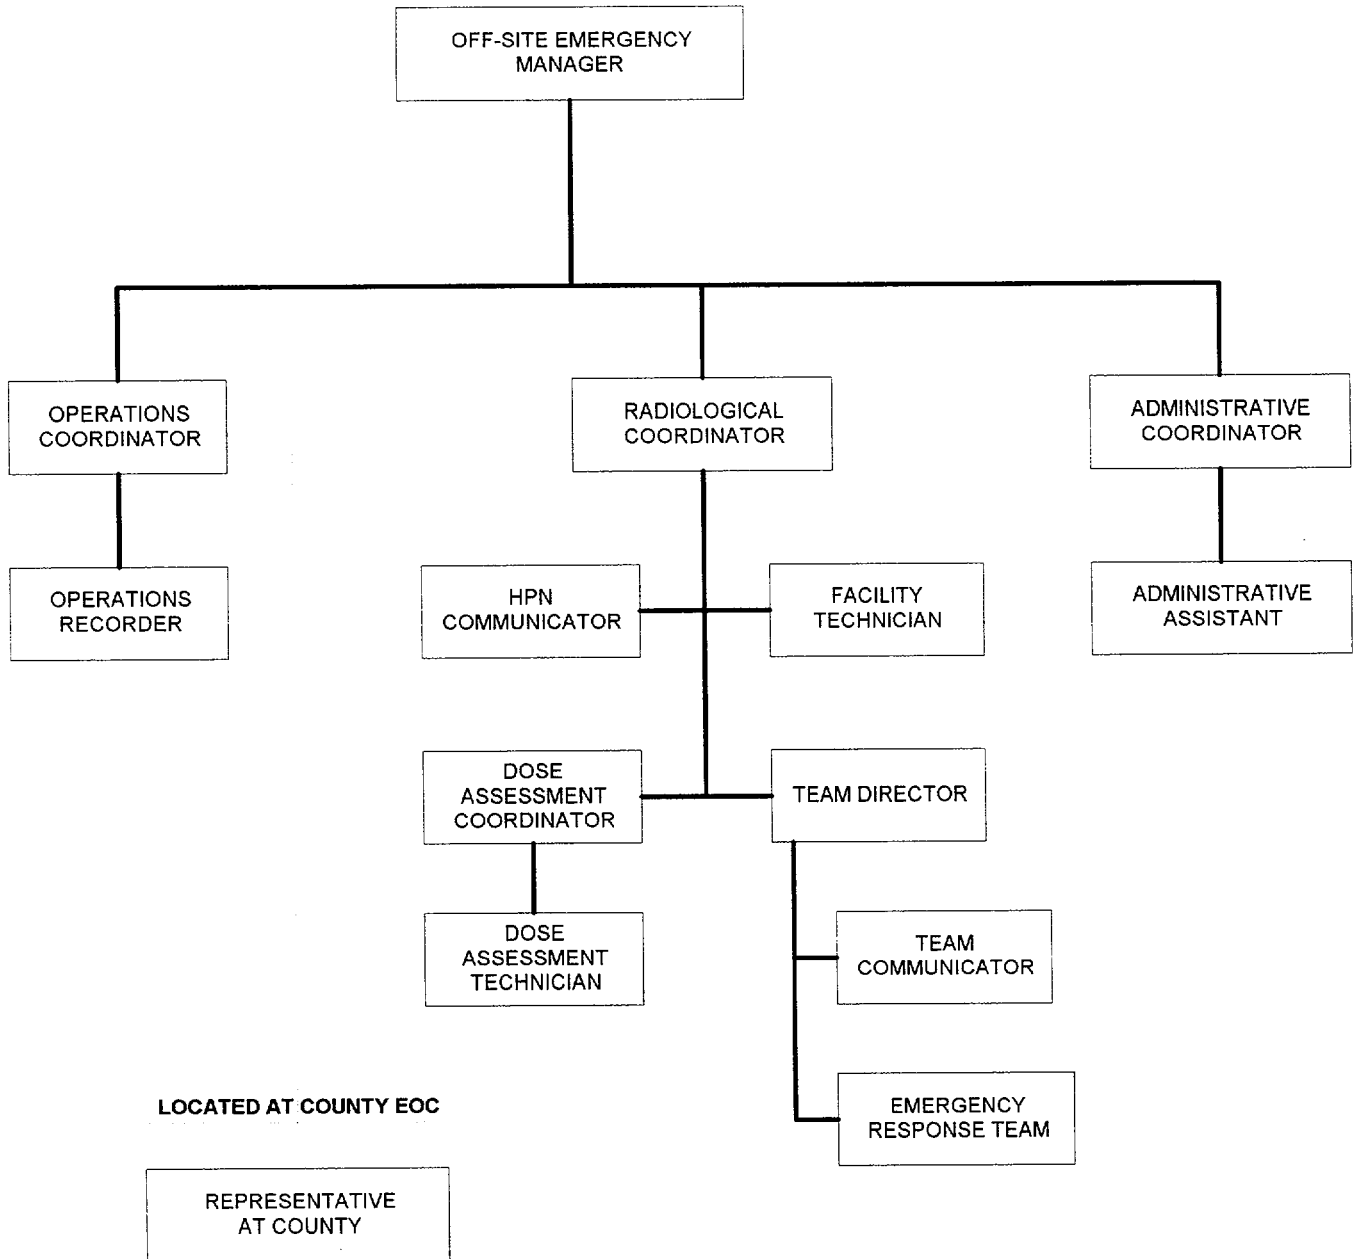 OFF-SITE EMERGENCY
MANAGER
OPERATIONS
COORDINATOR
RADIOLOGICAL
COORDINATOR
ADMINISTRATIVE
COORDINATOR
OPERATIONS
RECORDER
HPN
COMMUNICATOR
FACILITY
TECHNICIAN
ADMINISTRATIVE
ASSISTANT
DOSE
ASSESSMENT
COORDINATOR
TEAM DIRECTOR
DOSE
ASSESSMENT
TECHNICIAN
TEAM
COMMUNICATOR
EMERGENCY
RESPONSE TEAM
LOCATED AT COUNTY EOC
REPRESENTATIVE
AT COUNTY